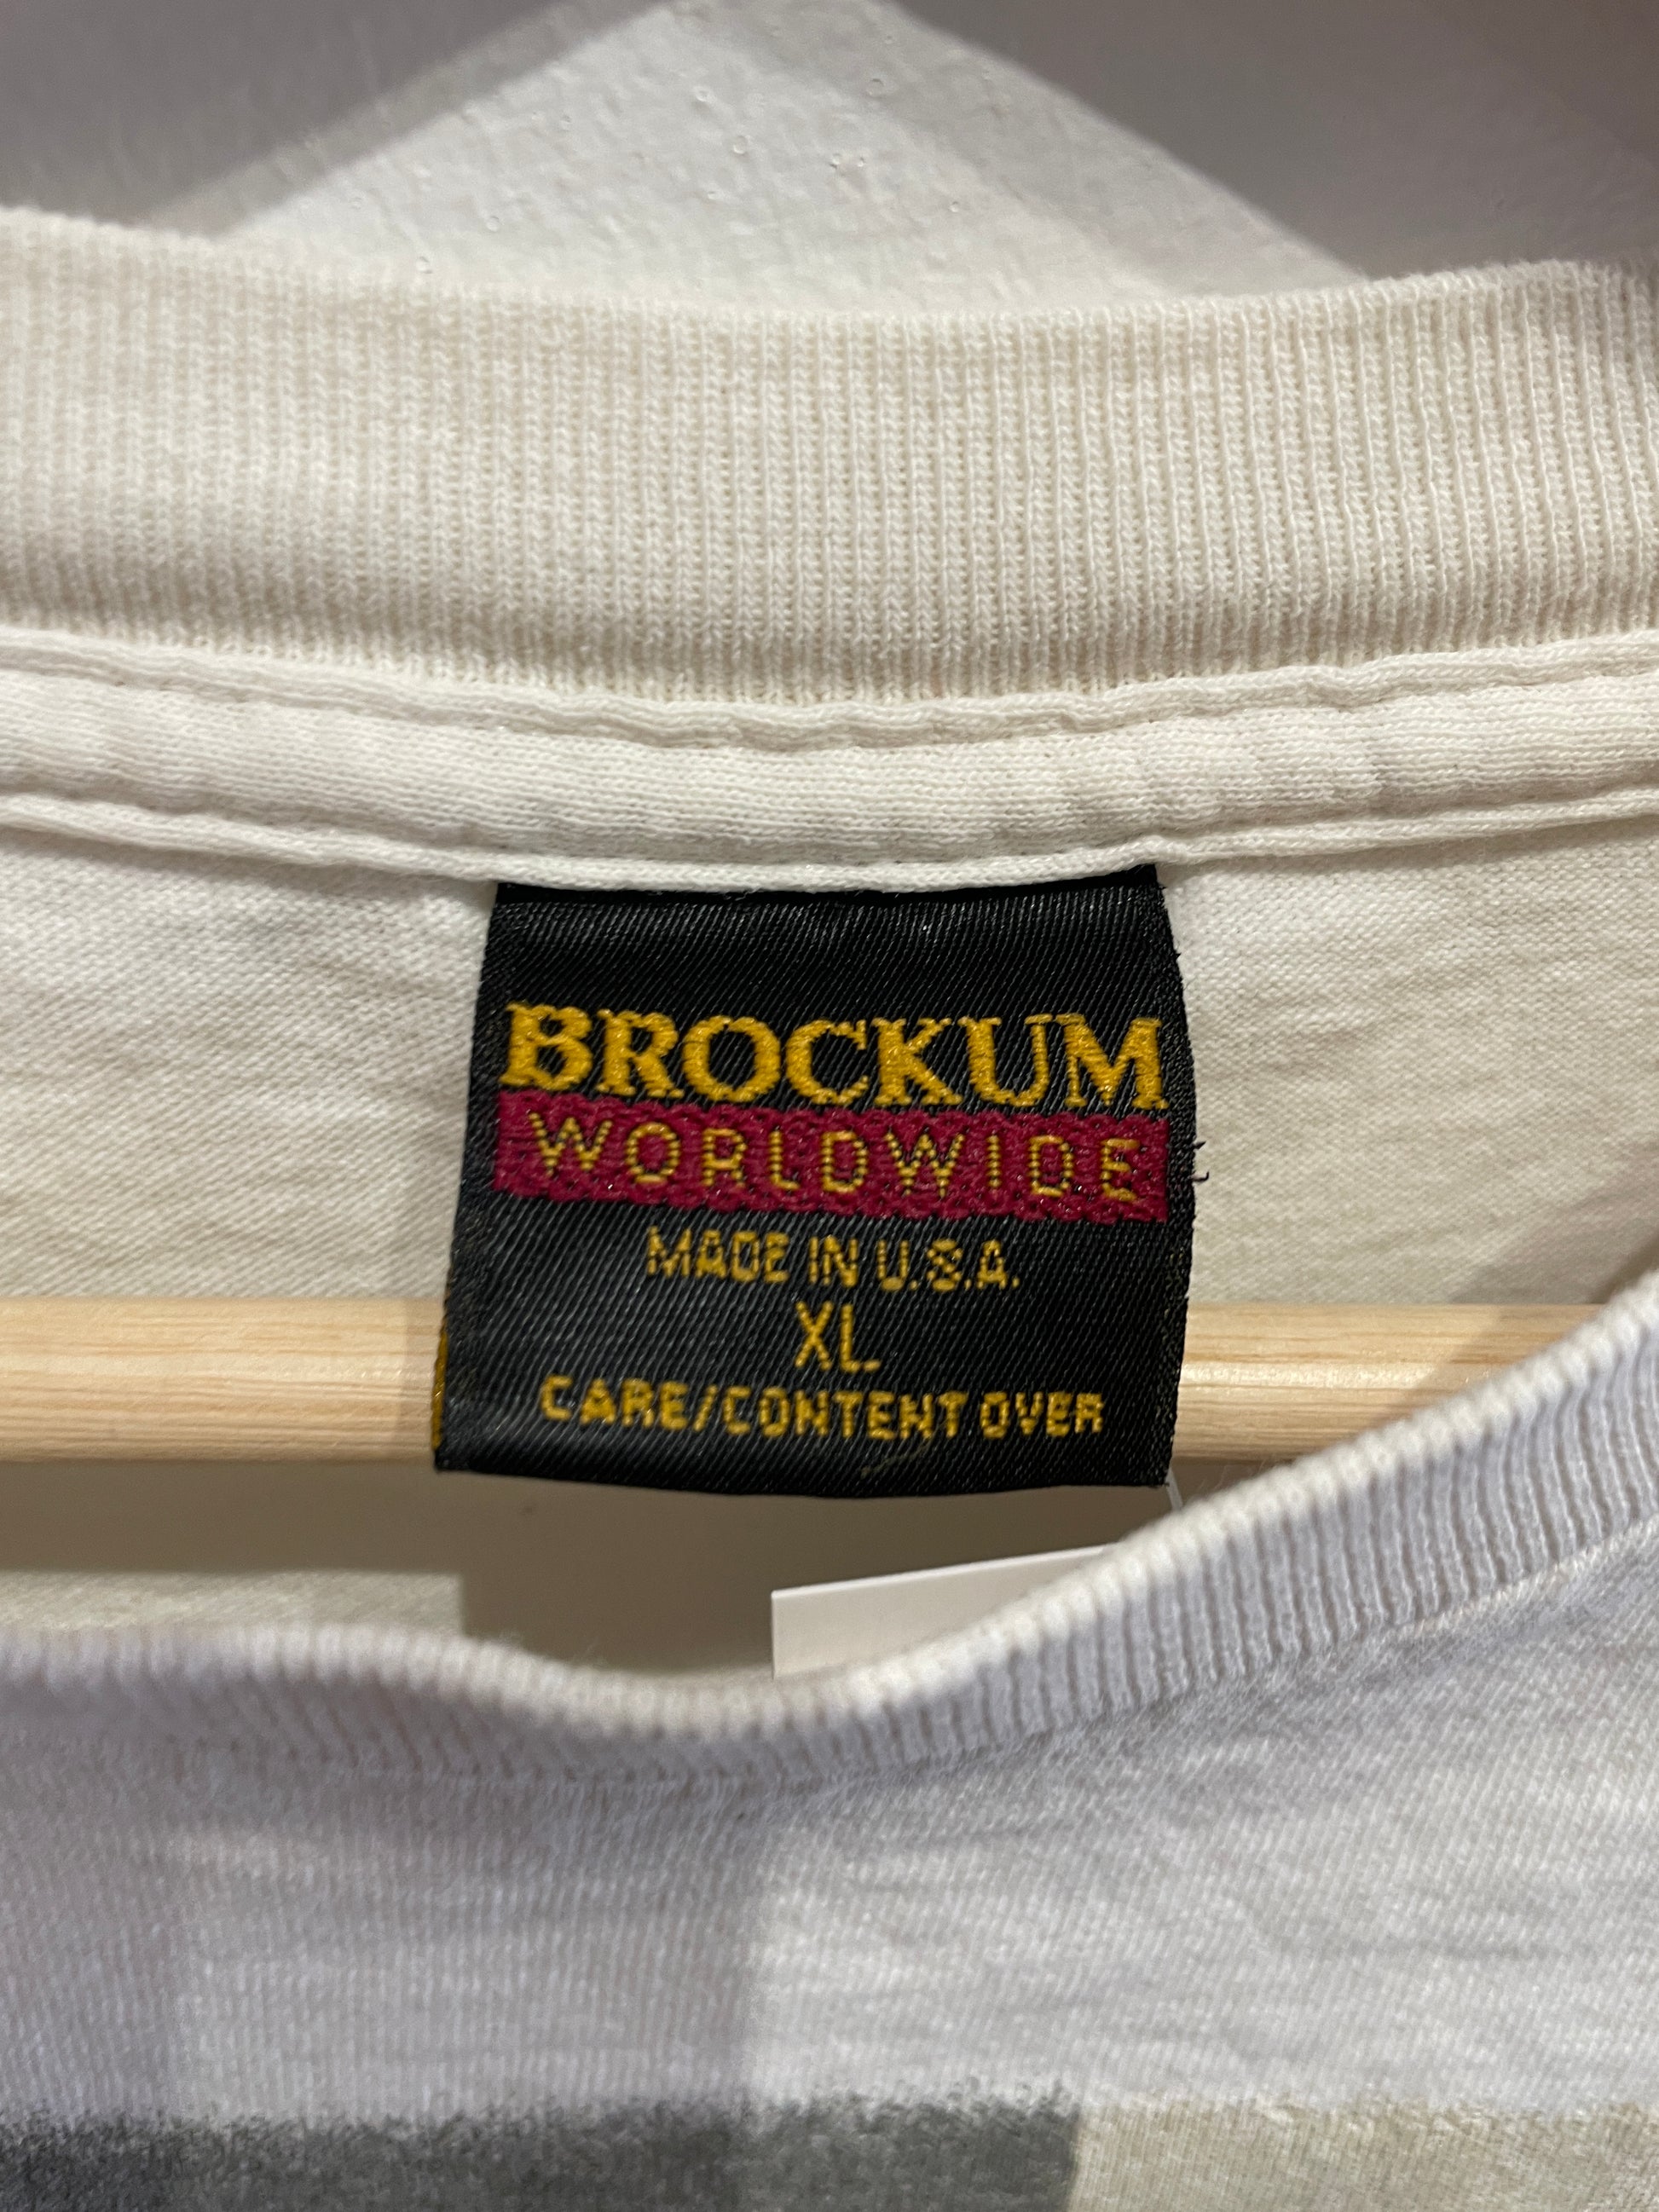 BROCKUM
WORLDWIDE
MADE IN U.S.A.
XL
CARE/CONTENT OVER